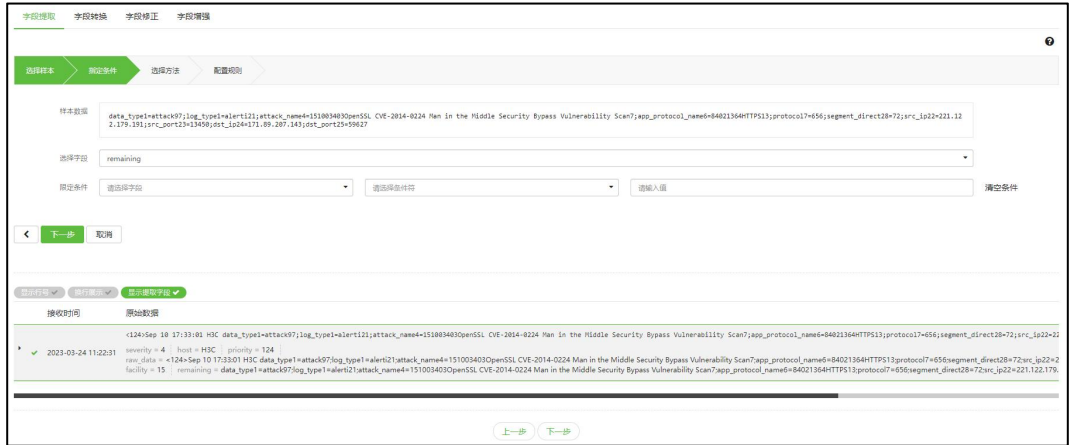 字段提取 字段转换 字段修正 字段增强
选择样本 限定条件 选择方法 配置规则
样本数据
data_type1=attack97;log_type1=alerti21;attack_name4=151003403OpenSSL CVE-2014-0224 Man in the Middle Security Bypass Vulnerability Scan7;app_protocol_name6=84021364HTTPS13;protocol7=656;segment_direct28=72;src_ip22=221.12
2.179.191;src_port23=13450;dst_ip24=171.89.207.143;dst_port25=59627
选择字段 remaining
限定条件 请选择字段 请选择条件符 请输入值 清空条件
下一步 取消
显示行号 换行展示 显示提取字段
接收时间 原始数据
<124>Sep 10 17:33:01 H3C data_type1=attack97;log_type1=alerti21;attack_name4=151003403OpenSSL CVE-2014-0224 Man in the Middle Security Bypass Vulnerability Scan7;app_protocol_name6=84021364HTTPS13;protocol7=656;segment_direct28=72;src_ip22=22
2023-03-24 11:22:31 severity = 4 host = H3C priority = 124
raw_data = <124>Sep 10 17:33:01 H3C data_type1=attack97;log_type1=alerti21;attack_name4=151003403OpenSSL CVE-2014-0224 Man in the Middle Security Bypass Vulnerability Scan7;app_protocol_name6=84021364HTTPS13;protocol7=656;segment_direct28=72;src_ip22=2
facility = 15 remaining = data_type1=attack97;log_type1=alerti21;attack_name4=151003403OpenSSL CVE-2014-0224 Man in the Middle Security Bypass Vulnerability Scan7;app_protocol_name6=84021364HTTPS13;protocol7=656;segment_direct28=72;src_ip22=221.122.179.
上一步 下一步